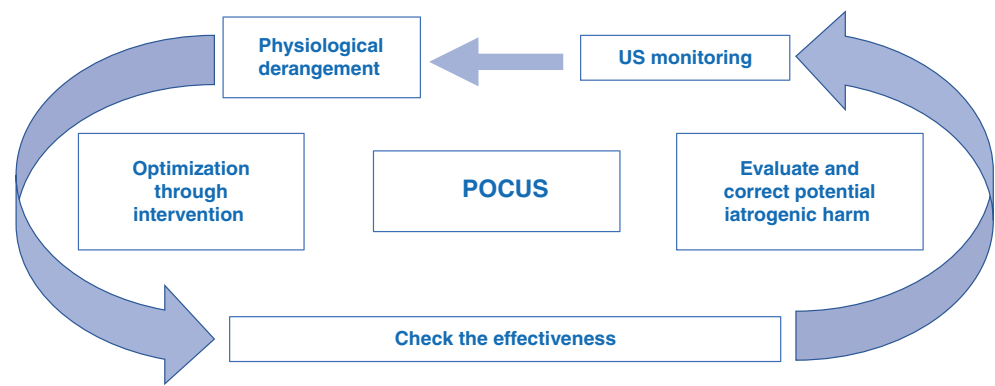 Physiological
derangement
US monitoring
Optimization
through
intervention
POCUS
Evaluate and
correct potential
iatrogenic harm
Check the effectiveness